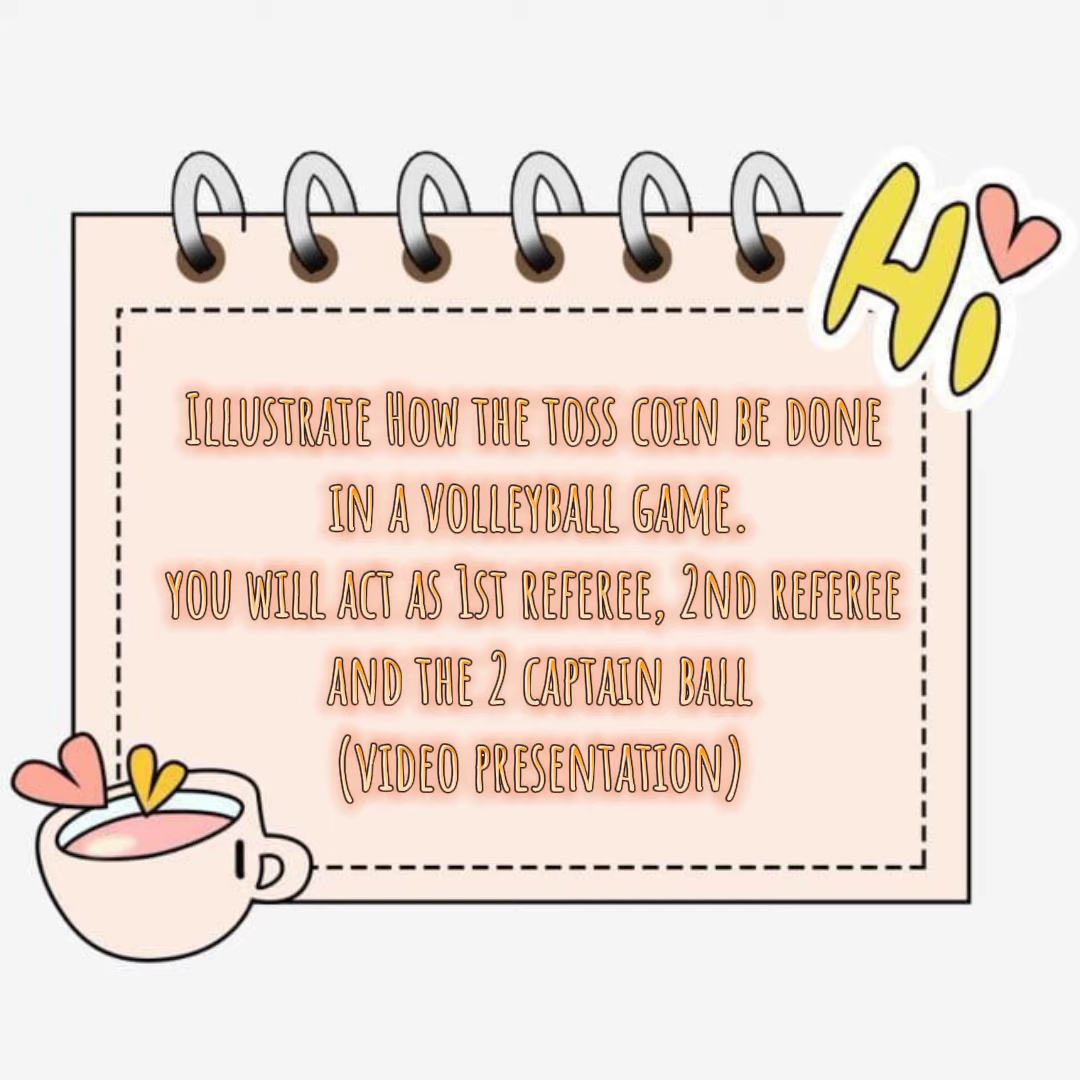 Hi
Illustrate How the toss coin be done
in a volleyball game.
you will act as 1st referee, 2nd referee
and the 2 captain ball
(video presentation)